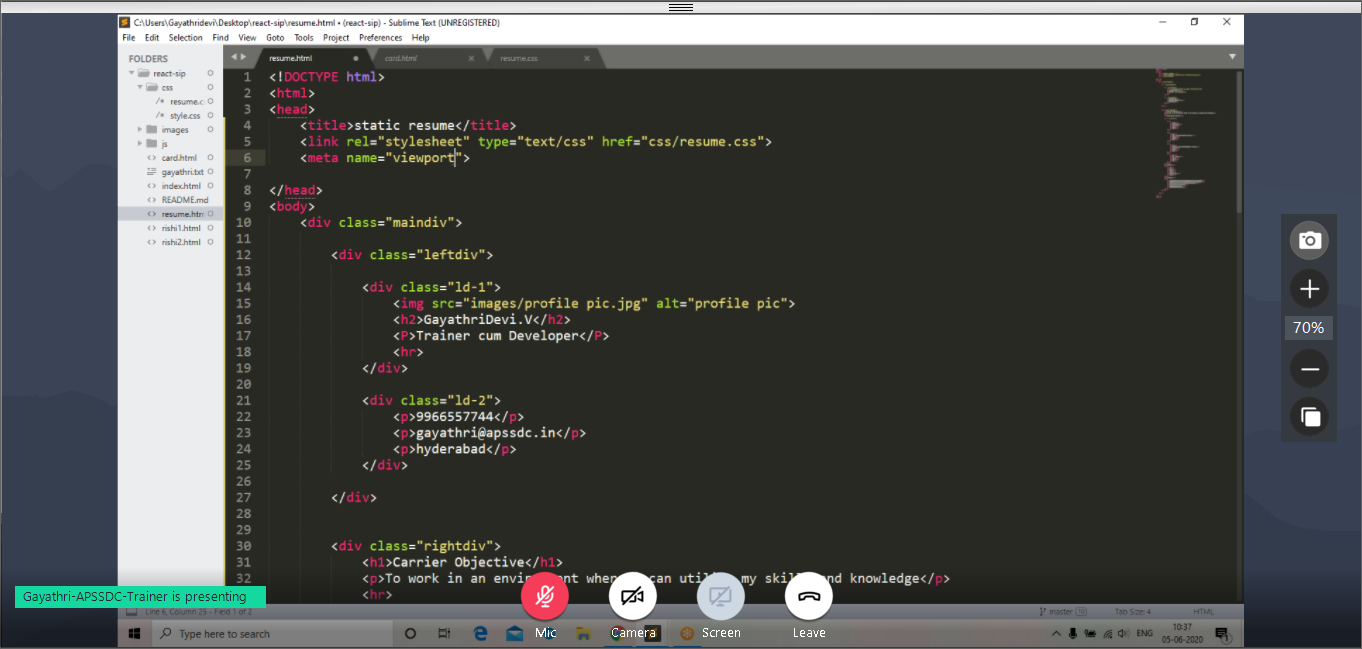 C:\Users\Gayathridevi\Desktop\react-sip\resume.html • (react-sip) - Sublime Text (UNREGISTERED)
File Edit Selection Find View Goto Tools Project Preferences Help
FOLDERS
react-sip
css
resume.c
style.css
images
js
card.html
gayathri.txt
index.html
README.md
resume.htm
rishi1.html
rishi2.html
resume.html card.html resume.css
1 <!DOCTYPE html>
2 <html>
3 <head>
4 <title>static resume</title>
5 <link rel="stylesheet" type="text/css" href="css/resume.css">
6 <meta name="viewport">
7
8 </head>
9 <body>
10 <div class="maindiv">
11
12 <div class="leftdiv">
13
14 <div class="ld-1">
15 <img src="images/profile pic.jpg" alt="profile pic">
16 <h2>GayathriDevi.V</h2>
17 <P>Trainer cum Developer</P>
18 <hr>
19 </div>
20
21 <div class="ld-2">
22 <p>9966557744</p>
23 <p>gayathri@apssdc.in</p>
24 <p>hyderabad</p>
25 </div>
26
27 </div>
28
29
30 <div class="rightdiv">
31 <h1>Carrier Objective</h1>
32 <p>To work in an my and knowledge</p>
<hr>
70%
Gayathri-APSSDC-Trainer is presenting
Line 6, Column 25 - Field 1 of 2
master 10 Tab Size: 4 HTML
Mic Camera Screen Leave
Type here to search
ENG
10:37
05-06-2020
1